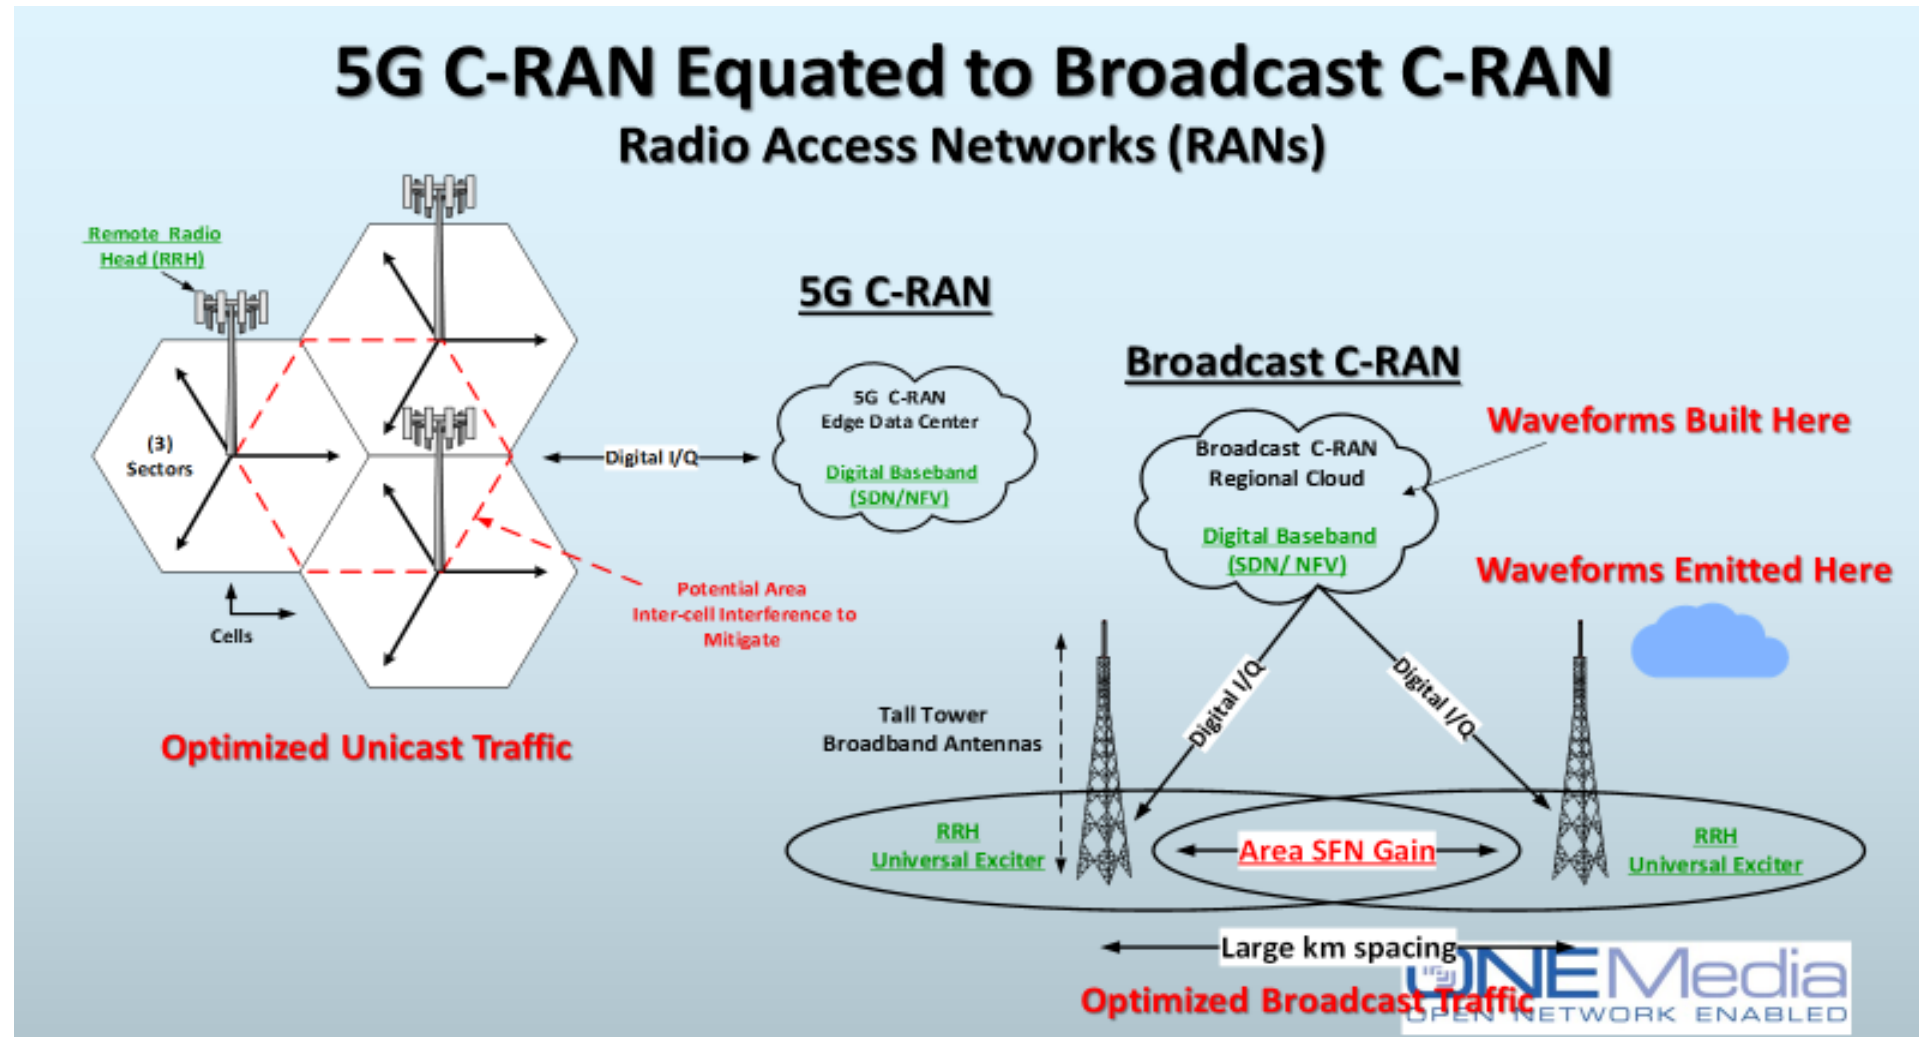 5G C-RAN Equated to Broadcast C-RAN
Radio Access Networks (RANs)
Remote Radio
Head (RRH)
(3)
Sectors
Cells
Optimized Unicast Traffic
Digital I/Q
Potential Area
Inter-cell Interference to
Mitigate
5G C-RAN
5G C-RAN
Edge Data Center
Digital Baseband
(SDN/NFV)
Broadcast C-RAN
Broadcast C-RAN
Regional Cloud
Digital Baseband
(SDN/ NFV)
Waveforms Built Here
Waveforms Emitted Here
Digital I/Q
Digital I/Q
Tall Tower
Broadband Antennas
RRH
Universal Exciter
Area SFN Gain
RRH
Universal Exciter
Large km spacing
Optimized Broadcast Traffic
ONEMedia
OPEN NETWORK ENABLED